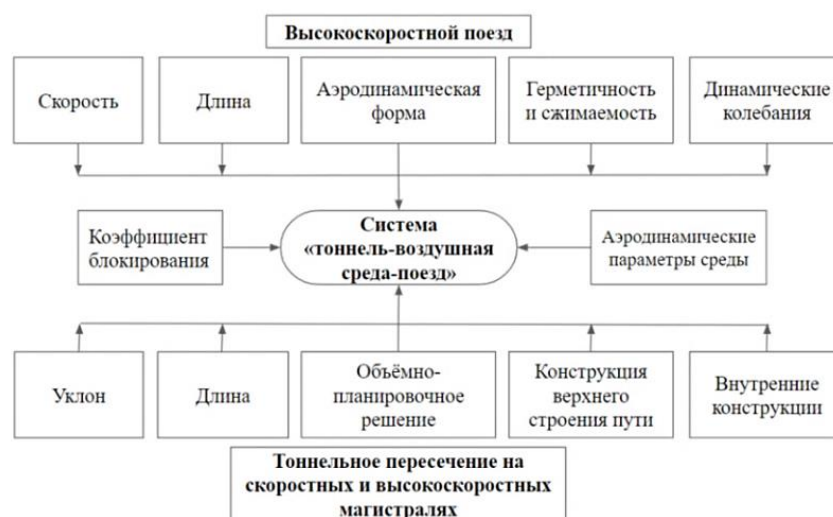 Высокоскоростной поезд
Скорость
Длина
Аэродинамическая
форма
Герметичность
и сжимаемость
Динамические
колебания
Коэффициент
блокирования
Система
«тоннель-воздушная
среда-поезд»
Аэродинамические
параметры среды
Уклон
Длина
Объёмно-
планировочное
решение
Конструкция
верхнего
строения пути
Внутренние
конструкции
Тоннельное пересечение на
скоростных и высокоскоростных
магистралях